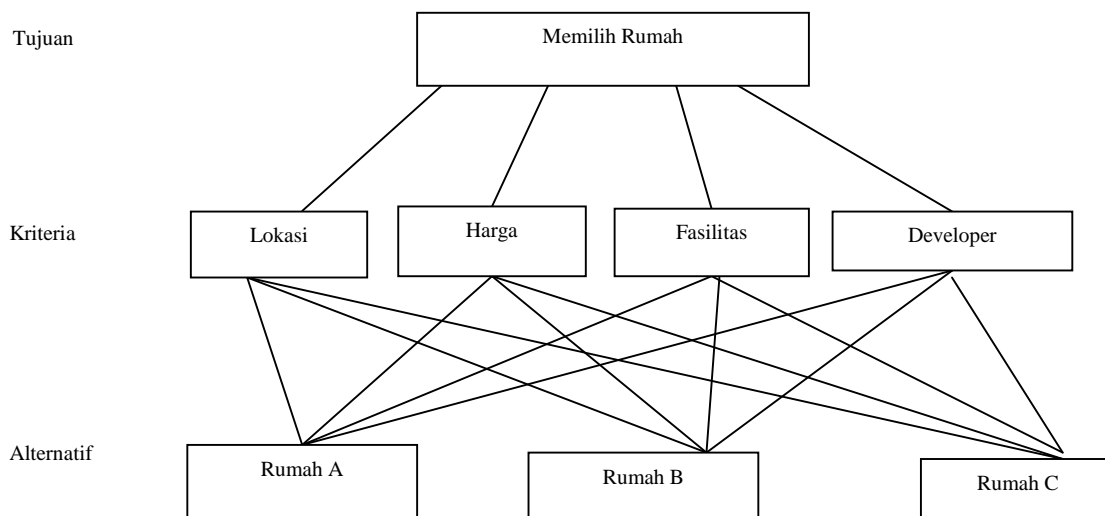 Tujuan
Memilih Rumah
Kriteria
Lokasi
Harga
Fasilitas
Developer
Alternatif
Rumah A
Rumah B
Rumah C